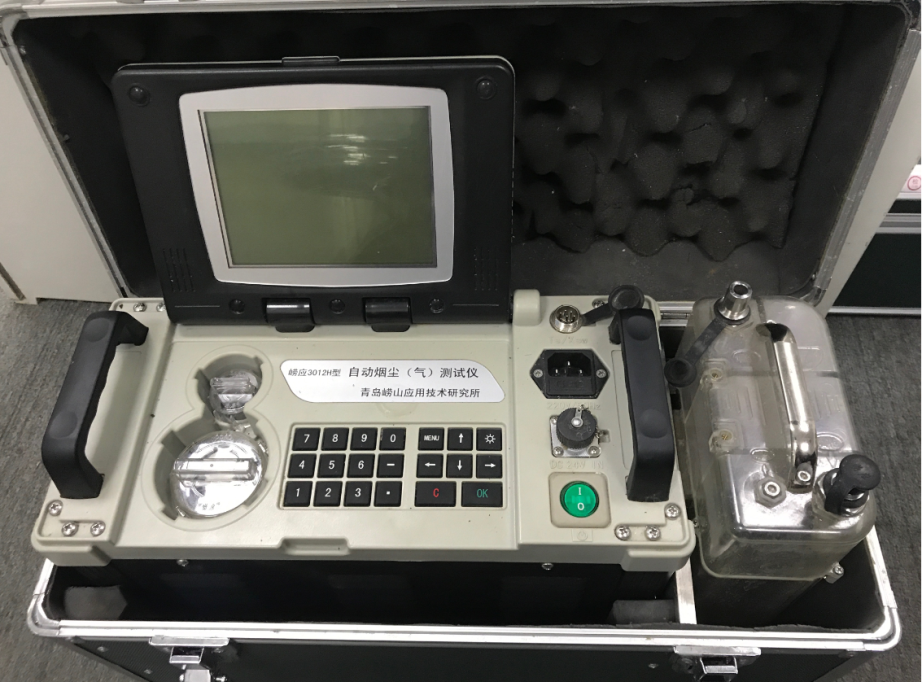 崂应3012H型 自动烟尘（气）测试仪
青岛崂山应用技术研究所
7 8 9 0 MENU ↑
4 5 6 − ← ↓ →
1 2 3 . C OK
DC 24V
I
O